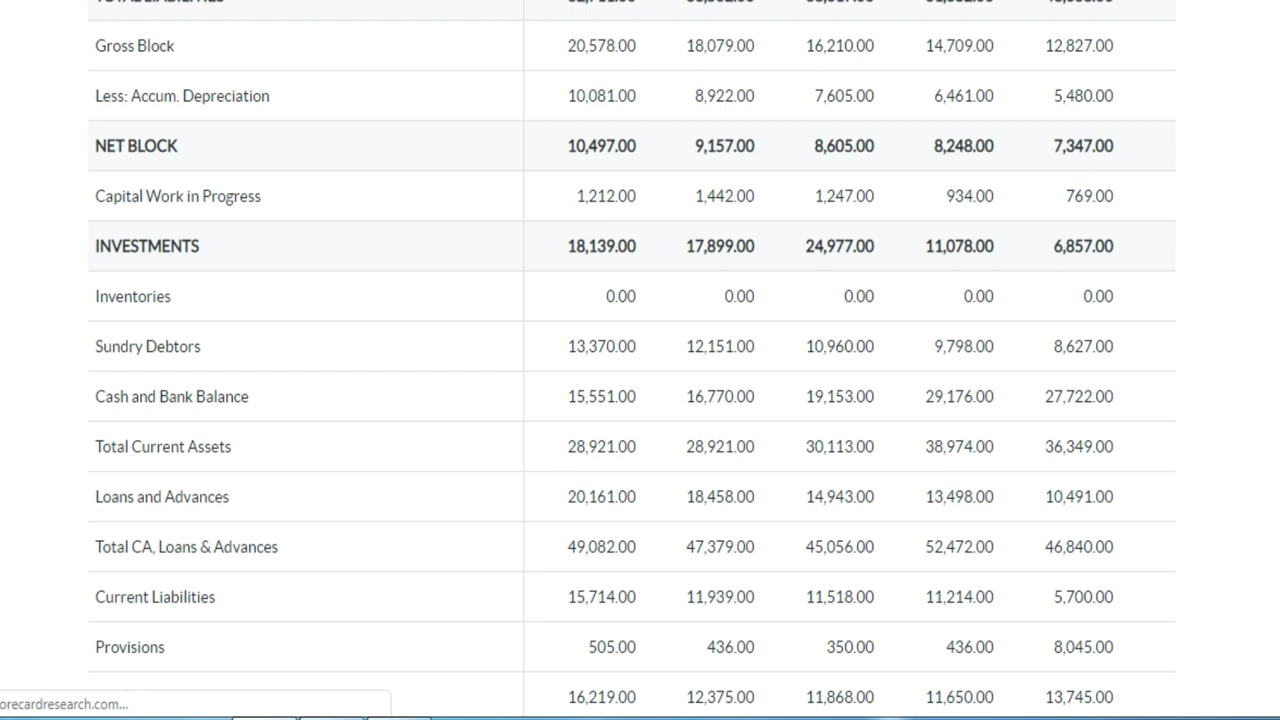 Gross Block 20,578.00 18,079.00 16,210.00 14,709.00 12,827.00
Less: Accum. Depreciation 10,081.00 8,922.00 7,605.00 6,461.00 5,480.00
NET BLOCK 10,497.00 9,157.00 8,605.00 8,248.00 7,347.00
Capital Work in Progress 1,212.00 1,442.00 1,247.00 934.00 769.00
INVESTMENTS 18,139.00 17,899.00 24,977.00 11,078.00 6,857.00
Inventories 0.00 0.00 0.00 0.00 0.00
Sundry Debtors 13,370.00 12,151.00 10,960.00 9,798.00 8,627.00
Cash and Bank Balance 15,551.00 16,770.00 19,153.00 29,176.00 27,722.00
Total Current Assets 28,921.00 28,921.00 30,113.00 38,974.00 36,349.00
Loans and Advances 20,161.00 18,458.00 14,943.00 13,498.00 10,491.00
Total CA, Loans & Advances 49,082.00 47,379.00 45,056.00 52,472.00 46,840.00
Current Liabilities 15,714.00 11,939.00 11,518.00 11,214.00 5,700.00
Provisions 505.00 436.00 350.00 436.00 8,045.00
16,219.00 12,375.00 11,868.00 11,650.00 13,745.00
orecardresearch.com...